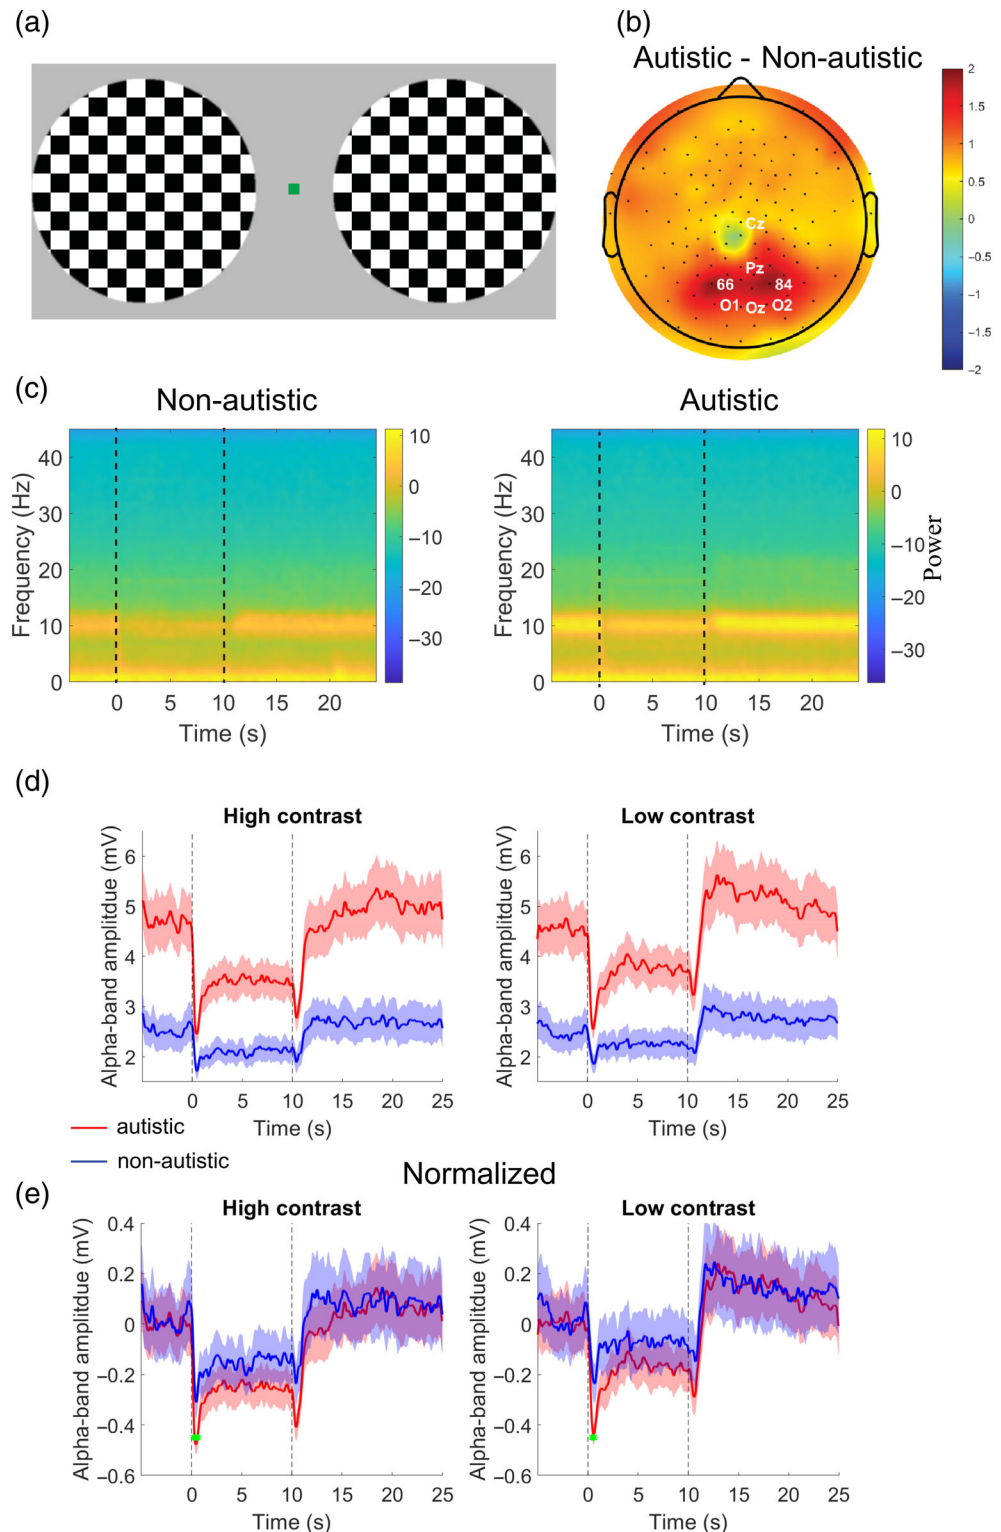 (a)
(b)
Autistic - Non-autistic
Cz
Pz
66 84
O1 Oz O2
2
1.5
1
0.5
0
−0.5
−1
−1.5
−2
(c)
Non-autistic
Frequency (Hz)
40
30
20
10
0
0 5 10 15 20
Time (s)
10
0
−10
−20
−30
Autistic
Frequency (Hz)
40
30
20
10
0
0 5 10 15 20
Time (s)
10
0
−10
−20
−30
Power
(d)
High contrast
Alpha-band amplitdue (mV)
6
5
4
3
2
0 5 10 15 20 25
Time (s)
Low contrast
Alpha-band amplitdue (mV)
6
5
4
3
2
0 5 10 15 20 25
Time (s)
autistic
non-autistic
Normalized
(e)
High contrast
Alpha-band amplitdue (mV)
0.4
0.2
0
−0.2
−0.4
−0.6
0 5 10 15 20 25
Time (s)
Low contrast
Alpha-band amplitdue (mV)
0.4
0.2
0
−0.2
−0.4
−0.6
0 5 10 15 20 25
Time (s)